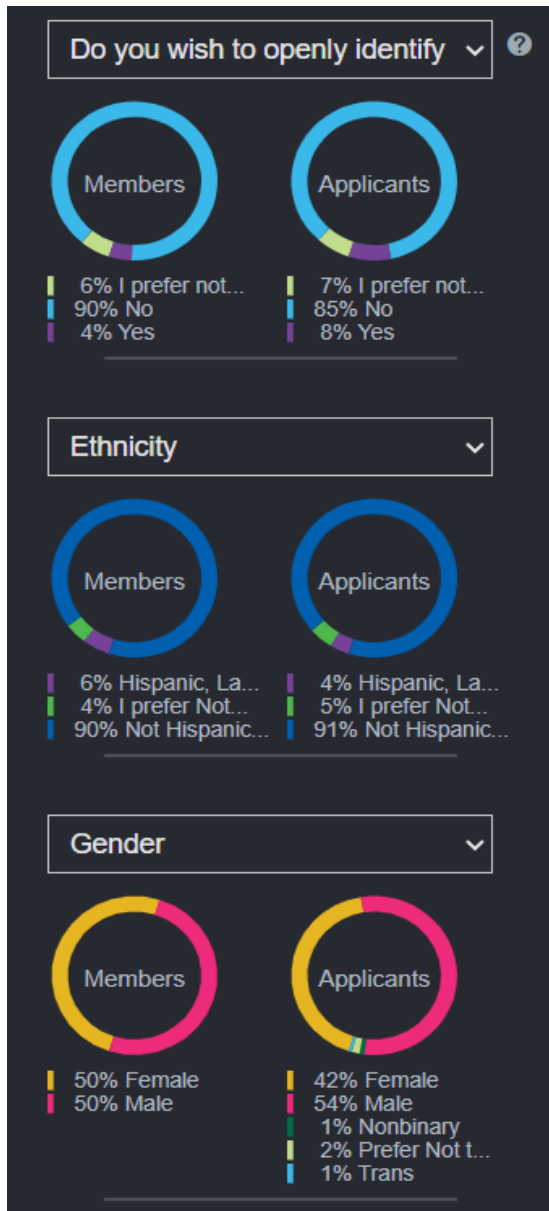 Do you wish to openly identify
?
Members
Applicants
6% I prefer not...
90% No
4% Yes
7% I prefer not...
85% No
8% Yes
Ethnicity
Members
Applicants
6% Hispanic, La...
4% I prefer Not...
90% Not Hispanic...
4% Hispanic, La...
5% I prefer Not...
91% Not Hispanic...
Gender
Members
Applicants
50% Female
50% Male
42% Female
54% Male
1% Nonbinary
2% Prefer Not t...
1% Trans